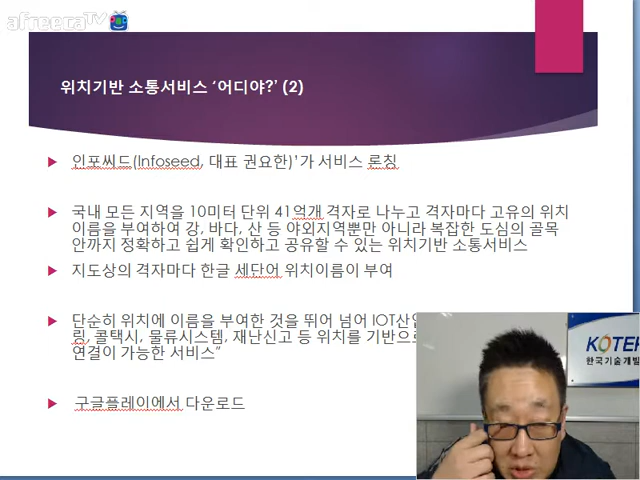 afreecaTV
위치기반 소통서비스 '어디야?' (2)
인포씨드(Infoseed, 대표 권요한)'가 서비스 론칭
국내 모든 지역을 10미터 단위 41억개 격자로 나누고 격자마다 고유의 위치
이름을 부여하여 강, 바다, 산 등 야외지역뿐만 아니라 복잡한 도심의 골목
안까지 정확하고 쉽게 확인하고 공유할 수 있는 위치기반 소통서비스
지도상의 격자마다 한글 세단어 위치이름이 부여
단순히 위치에 이름을 부여한 것을 뛰어 넘어 IOT산업
링, 콜택시, 물류시스템, 재난신고 등 위치를 기반으로
연결이 가능한 서비스"
구글플레이에서 다운로드
KOTE
한국기술개발